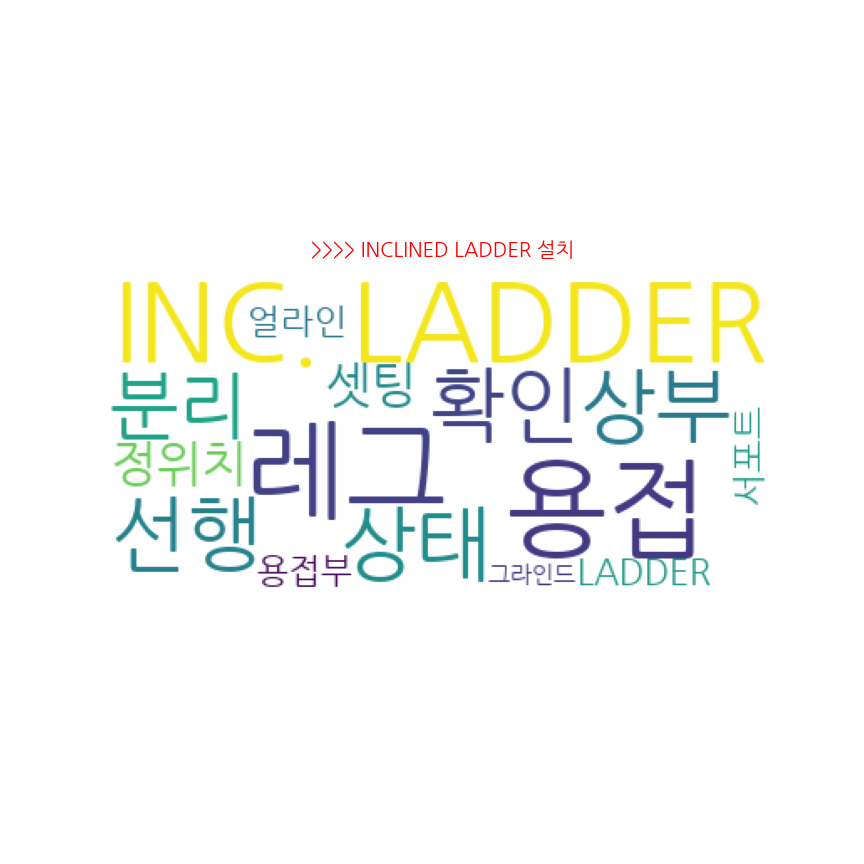 >>>> INCLINED LADDER 설치
INC. LADDER
얼라인
분리
셋팅
확인
상부
정위치
레그
서포트
용접
선행
상태
용접부
그라인드
LADDER